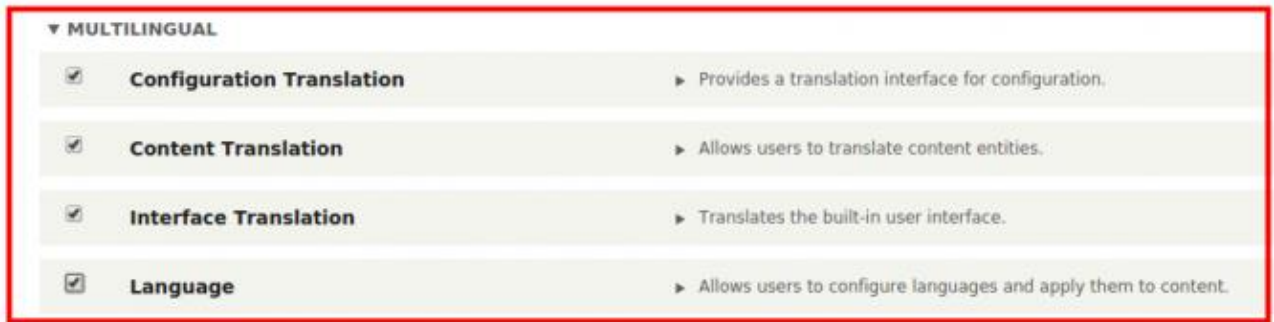 MULTILINGUAL
Configuration Translation Provides a translation interface for configuration.
Content Translation Allows users to translate content entities.
Interface Translation Translates the built-in user interface.
Language Allows users to configure languages and apply them to content.